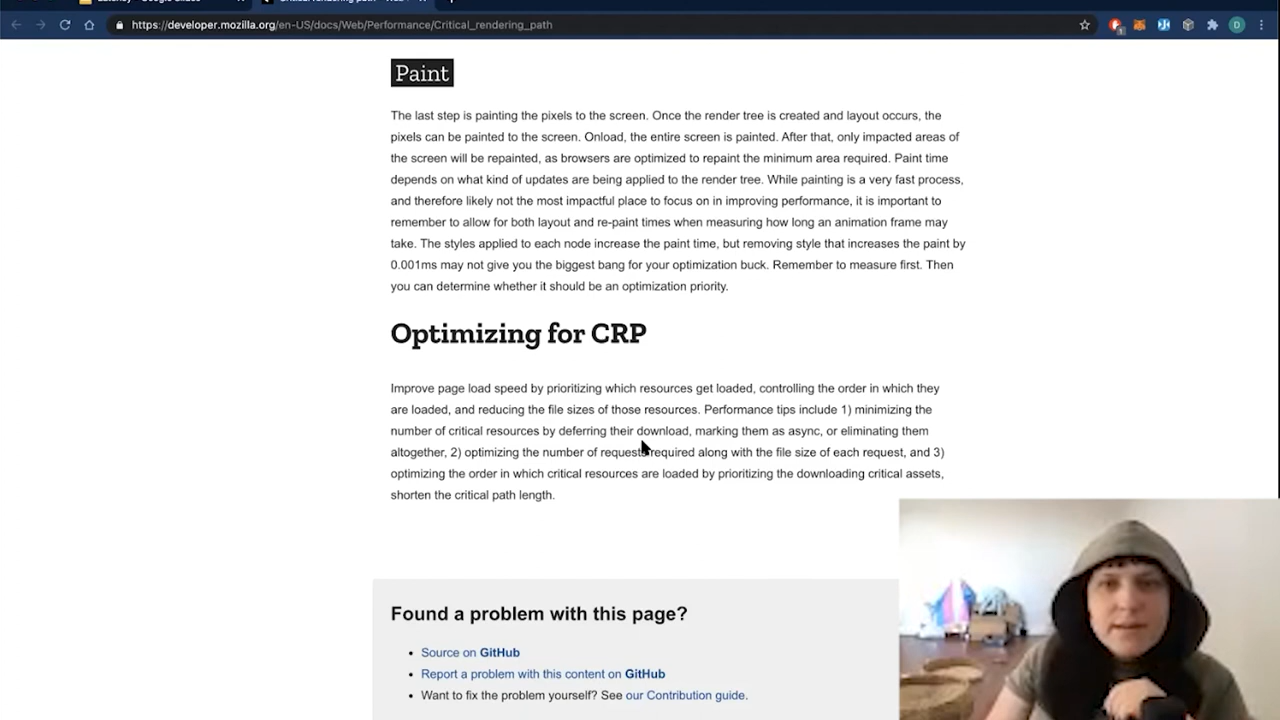 https://developer.mozilla.org/en-US/docs/Web/Performance/Critical_rendering_path
Paint
The last step is painting the pixels to the screen. Once the render tree is created and layout occurs, the
pixels can be painted to the screen. Onload, the entire screen is painted. After that, only impacted areas of
the screen will be repainted, as browsers are optimized to repaint the minimum area required. Paint time
depends on what kind of updates are being applied to the render tree. While painting is a very fast process,
and therefore likely not the most impactful place to focus on in improving performance, it is important to
remember to allow for both layout and re-paint times when measuring how long an animation frame may
take. The styles applied to each node increase the paint time, but removing style that increases the paint by
0.001ms may not give you the biggest bang for your optimization buck. Remember to measure first. Then
you can determine whether it should be an optimization priority.
Optimizing for CRP
Improve page load speed by prioritizing which resources get loaded, controlling the order in which they
are loaded, and reducing the file sizes of those resources. Performance tips include 1) minimizing the
number of critical resources by deferring their download, marking them as async, or eliminating them
altogether, 2) optimizing the number of requests required along with the file size of each request, and 3)
optimizing the order in which critical resources are loaded by prioritizing the downloading critical assets,
shorten the critical path length.
Found a problem with this page?
• Source on GitHub
• Report a problem with this content on GitHub
• Want to fix the problem yourself? See our Contribution guide.